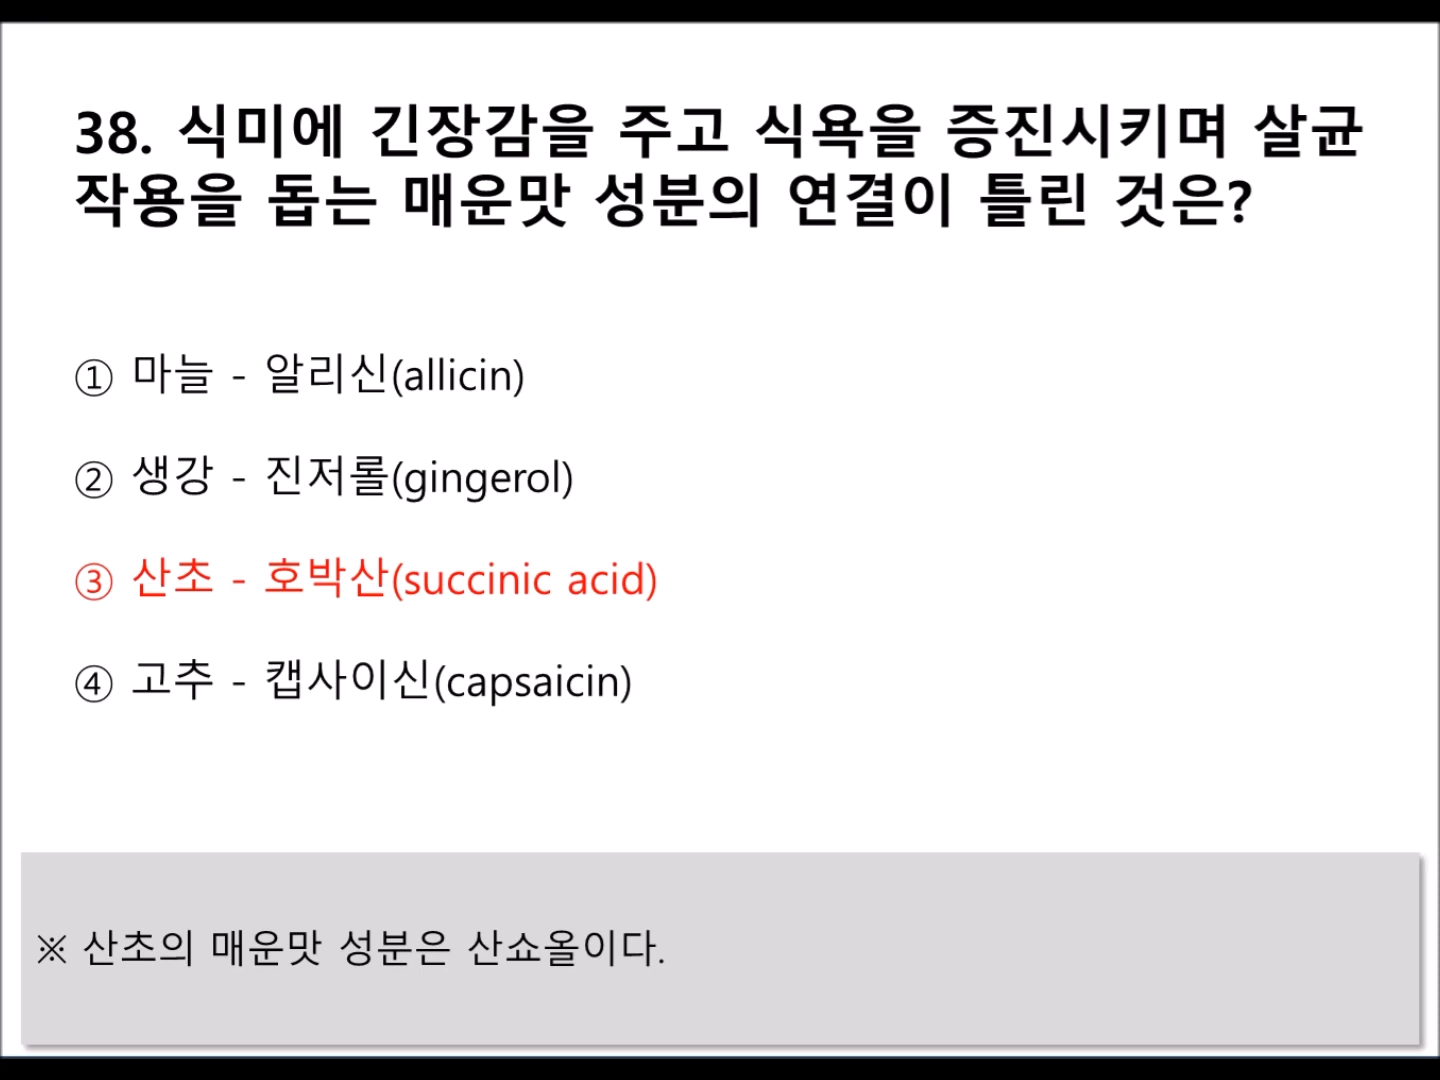 38. 식미에 긴장감을 주고 식욕을 증진시키며 살균
작용을 돕는 매운맛 성분의 연결이 틀린 것은?
① 마늘 - 알리신(allicin)
② 생강 - 진저롤(gingerol)
③ 산초 - 호박산(succinic acid)
④ 고추 - 캡사이신(capsaicin)
※ 산초의 매운맛 성분은 산쇼올이다.